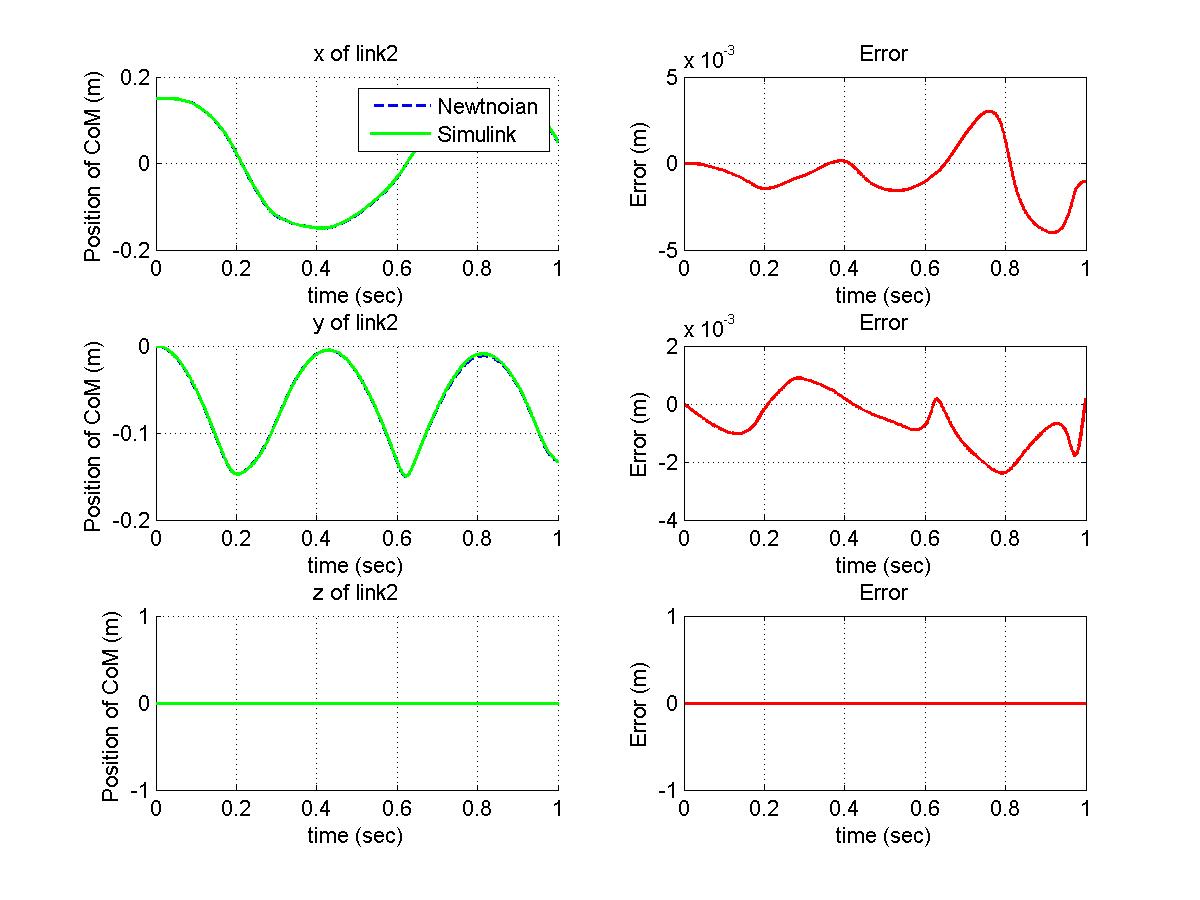 x of link2
Position of CoM (m)
0.2
0
-0.2
Newtnoian
Simulink
0 0.2 0.4 0.6 0.8 1
time (sec)
Error
x 10-3
Error (m)
5
0
-5
0 0.2 0.4 0.6 0.8 1
time (sec)
y of link2
Position of CoM (m)
0
-0.1
-0.2
0 0.2 0.4 0.6 0.8 1
time (sec)
Error
x 10-3
Error (m)
2
0
-2
-4
0 0.2 0.4 0.6 0.8 1
time (sec)
z of link2
Position of CoM (m)
1
0
-1
0 0.2 0.4 0.6 0.8 1
time (sec)
Error
Error (m)
1
0
-1
0 0.2 0.4 0.6 0.8 1
time (sec)